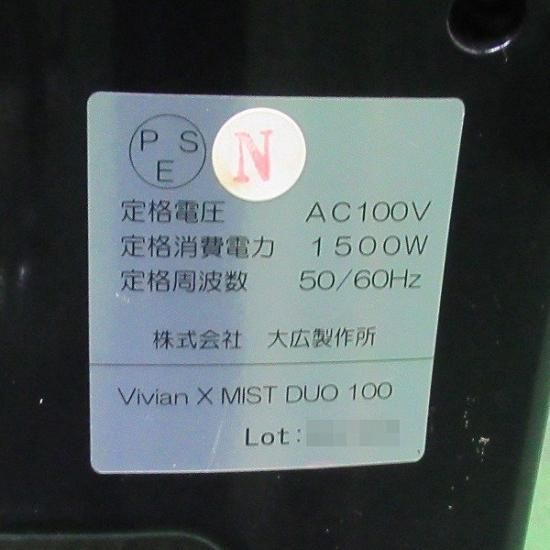 PSE
N
定格電圧 AC100V
定格消費電力 1500W
定格周波数 50/60Hz
株式会社 大広製作所
Vivian X MIST DUO 100
Lot: